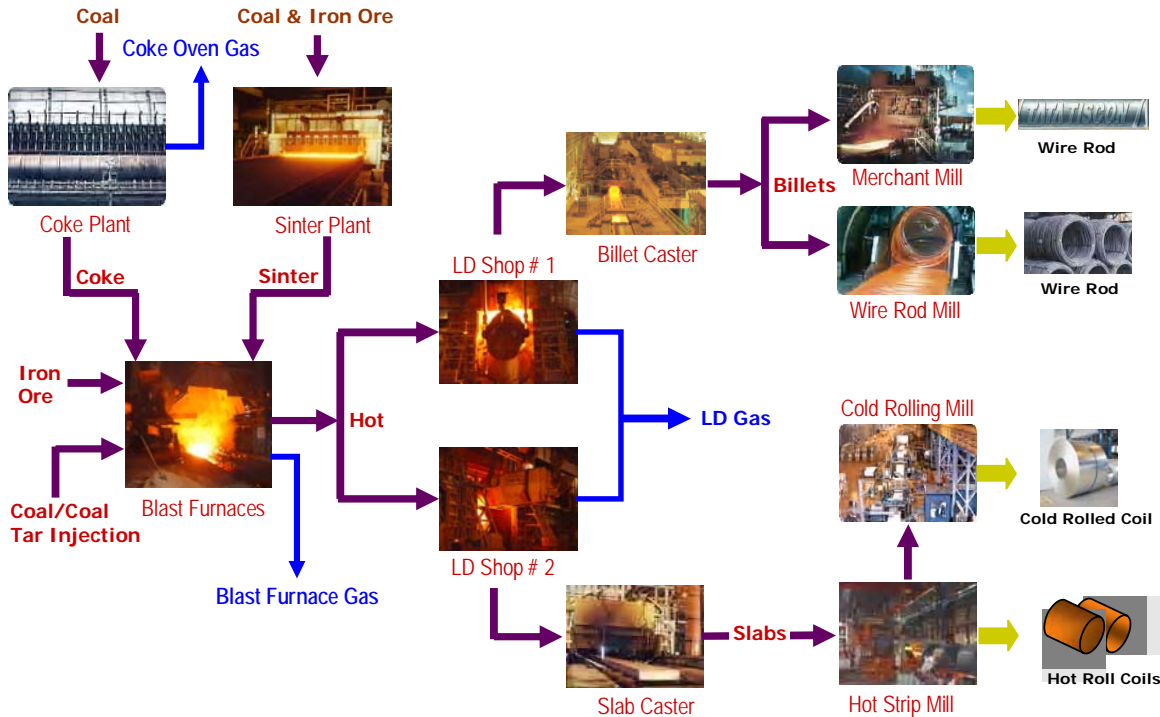 Coal
Coal & Iron Ore
Coke Oven Gas
Coke Plant
Sinter Plant
Coke
Sinter
Iron
Ore
Coal/Coal
Tar Injection
Blast Furnaces
Blast Furnace Gas
Hot
LD Shop # 1
LD Shop # 2
LD Gas
Billet Caster
Billets
Merchant Mill
TATA TISCON
Wire Rod
Wire Rod Mill
Wire Rod
Slab Caster
Slabs
Cold Rolling Mill
Cold Rolled Coil
Hot Strip Mill
Hot Roll Coils